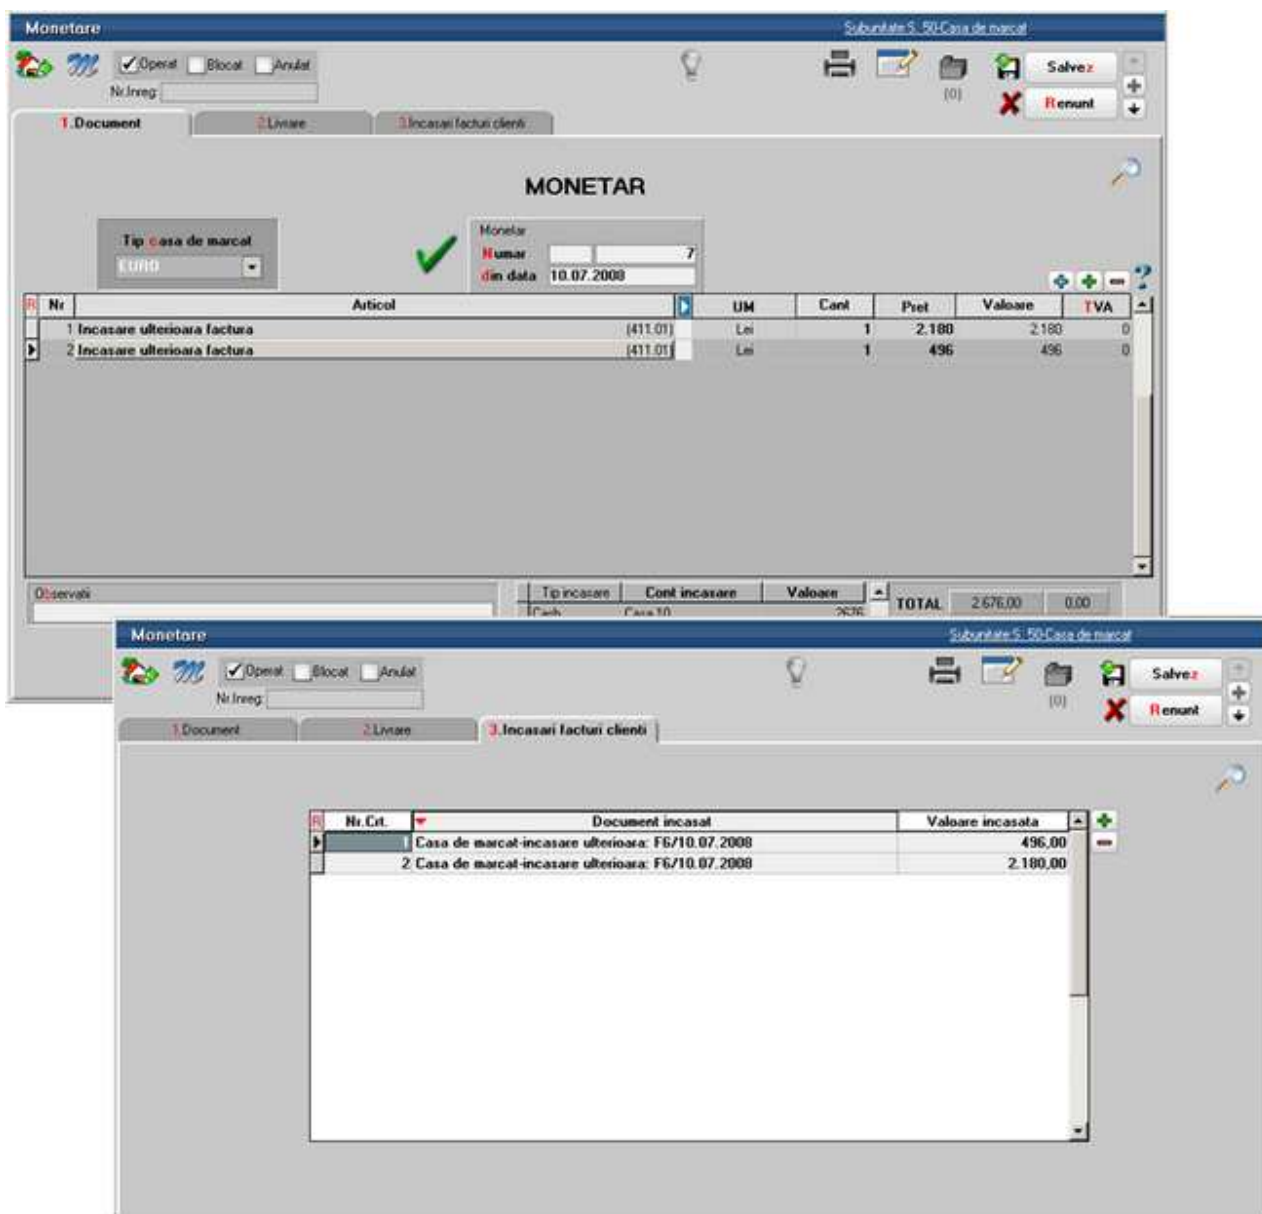 Monetare Subunitate:S_50-Casa de marcat
Operat Blocat Anulat
Salvez
Nr.Inreg:
(0)
Renunt
1.Document 2.Livrare 3.Incasari facturi clienti
MONETAR
Tip casa de marcat
EURO
Monetar
Numar 7
din data 10.07.2008
R Nr Articol UM Cant Pret Valoare TVA
1 Incasare ulterioara factura (411.01) Lei 1 2.180 2.180 0
2 Incasare ulterioara factura (411.01) Lei 1 496 496 0
Observatii
Tip incasare Cont incasare Valoare
TOTAL 2.676,00 0.00
Cash Casa 10 2676
Monetare Subunitate:S_50-Casa de marcat
Operat Blocat Anulat
Salvez
Nr.Inreg:
(0)
Renunt
1.Document 2.Livrare 3.Incasari facturi clienti
R Nr.Crt. Document incasat Valoare incasata
1 Casa de marcat-incasare ulterioara: F6/10.07.2008 496,00
2 Casa de marcat-incasare ulterioara: F6/10.07.2008 2.180,00